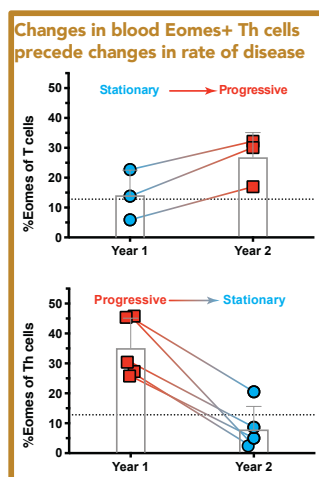 Changes in blood Eomes+ Th cells
precede changes in rate of disease
Stationary Progressive
%Eomes of T cells
50
40
30
20
10
0
Year 1 Year 2
Progressive Stationary
%Eomes of Th cells
50
40
30
20
10
0
Year 1 Year 2